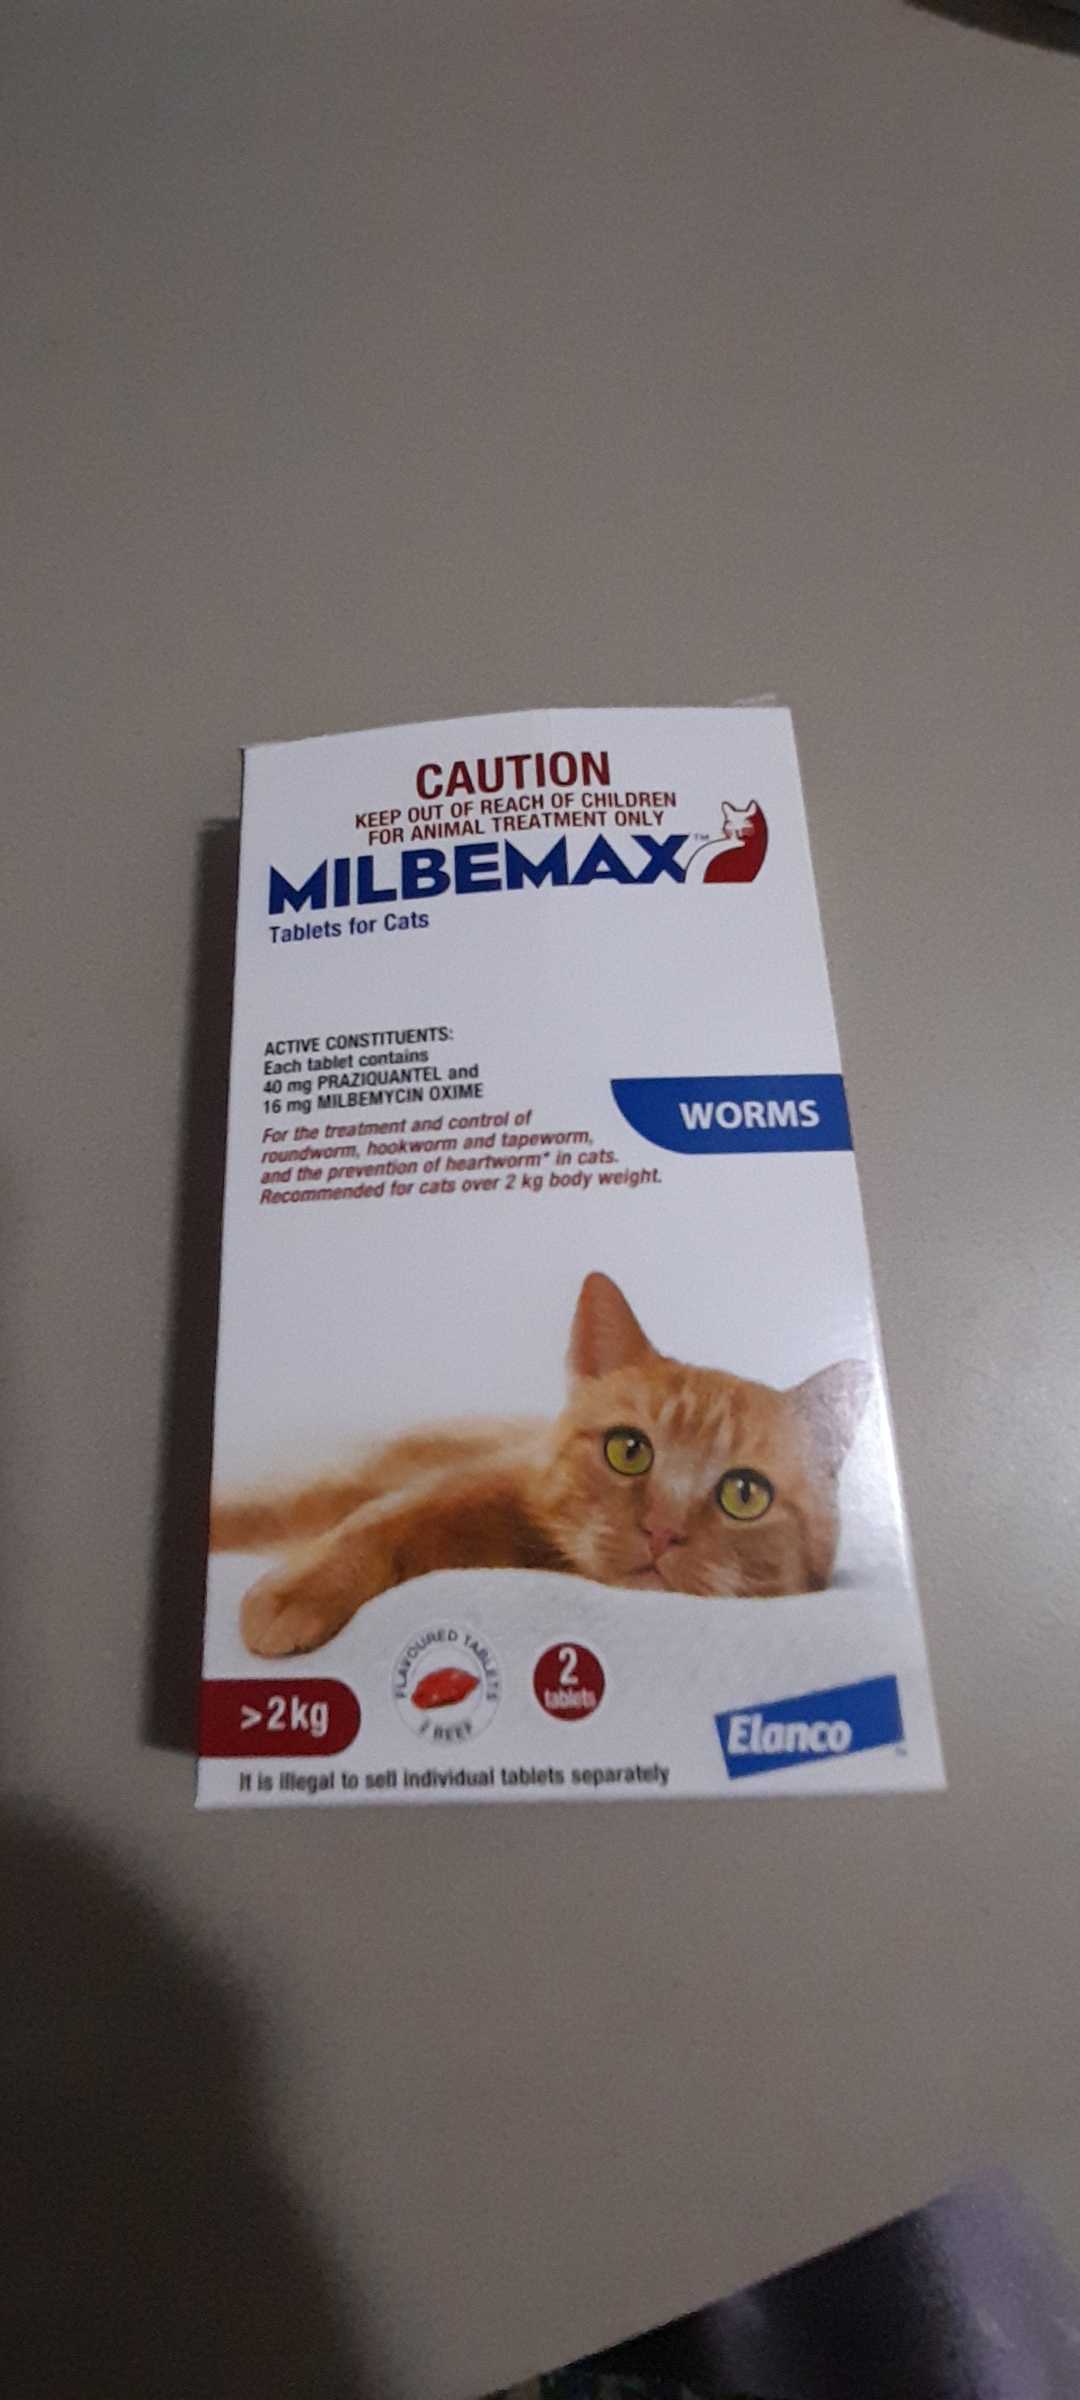 CAUTION
KEEP OUT OF REACH OF CHILDREN
FOR ANIMAL TREATMENT ONLY
MILBEMAX™
Tablets for Cats
ACTIVE CONSTITUENTS:
Each tablet contains
40 mg PRAZIQUANTEL and
16 mg MILBEMYCIN OXIME
For the treatment and control of
roundworm, hookworm and tapeworm,
and the prevention of heartworm* in cats.
Recommended for cats over 2 kg body weight.
WORMS
FLAVOURED TABLETS
BEEF
2
tablets
>2kg
Elanco
It is illegal to sell individual tablets separately